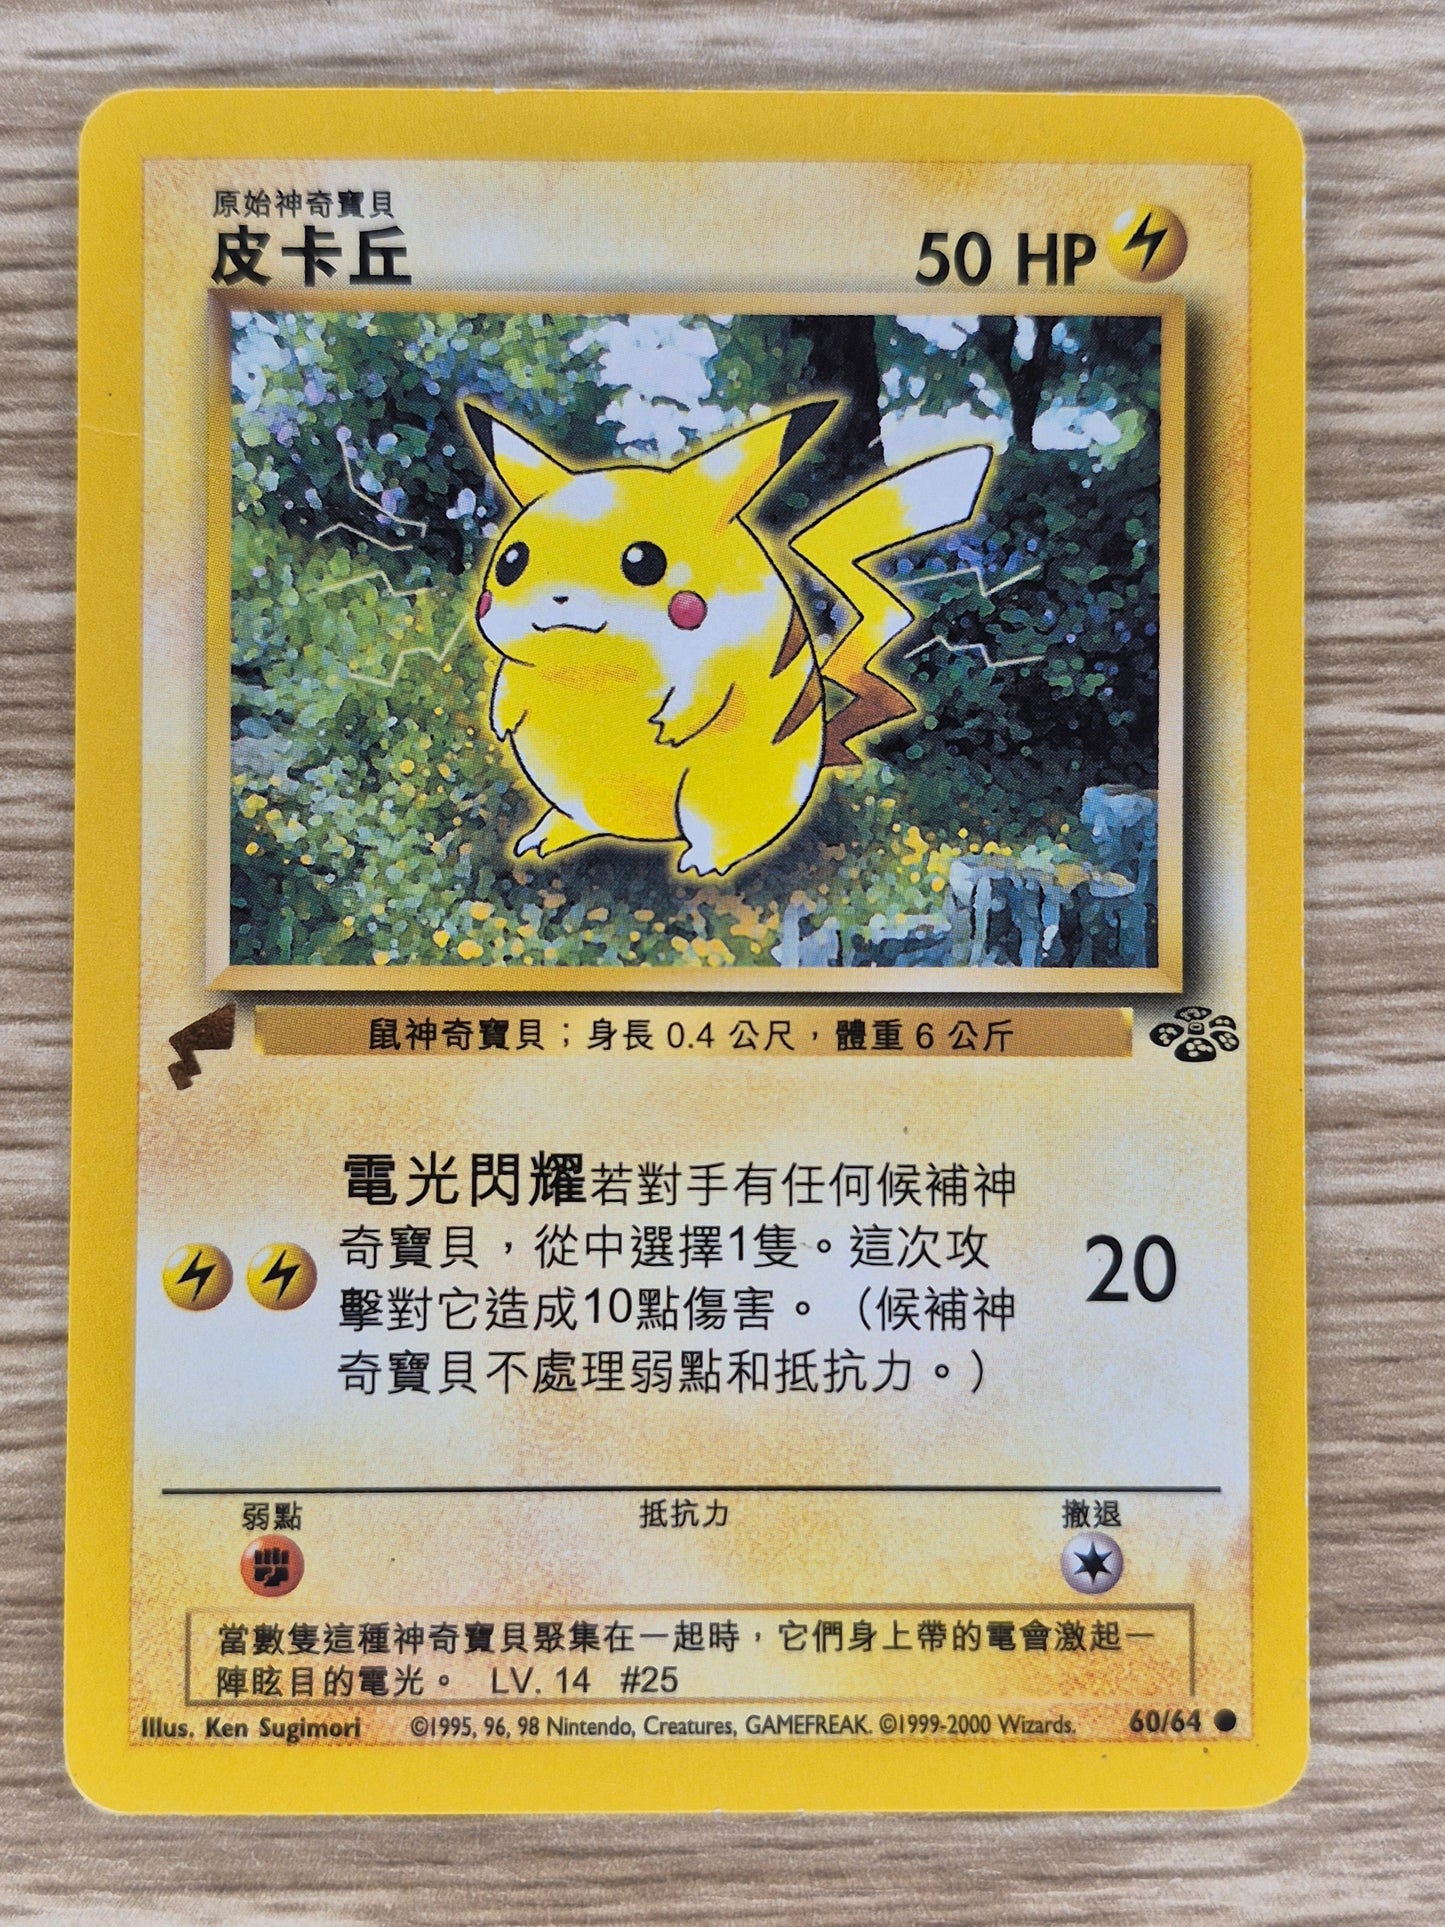 原始神奇寶貝
皮卡丘
50 HP
鼠神奇寶貝；身長 0.4 公尺，體重 6 公斤
電光閃耀若對手有任何候補神
奇寶貝，從中選擇1隻。這次攻
擊對它造成10點傷害。（候補神
奇寶貝不處理弱點和抵抗力。）
20
弱點
抵抗力
撤退
當數隻這種神奇寶貝聚集在一起時，它們身上帶的電會激起一
陣眩目的電光。 LV. 14 #25
Illus. Ken Sugimori ©1995, 96, 98 Nintendo, Creatures, GAMEFREAK. ©1999-2000 Wizards. 60/64